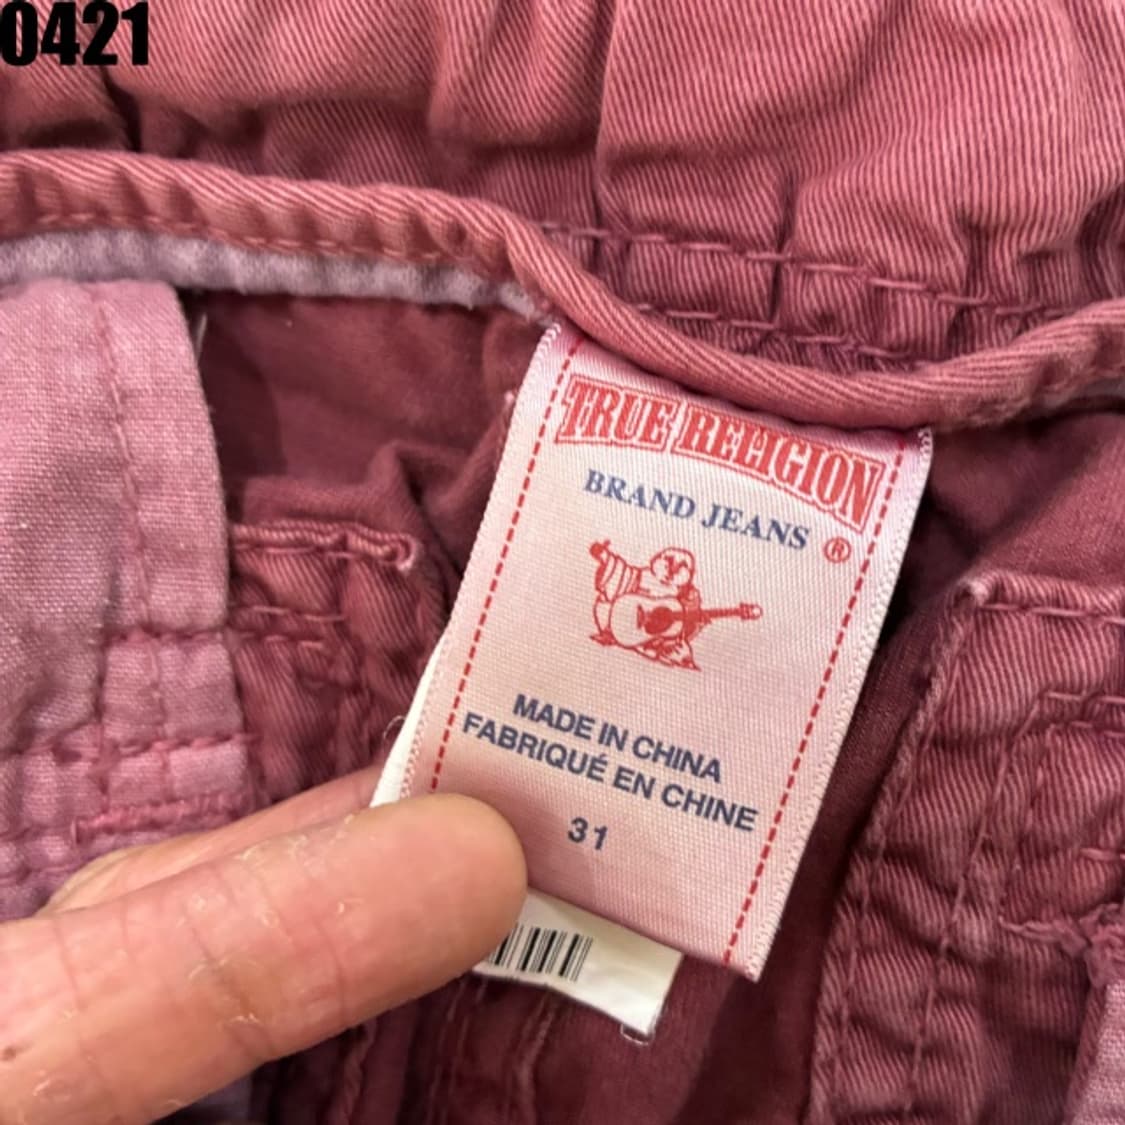 0421
TRUE RELIGION
BRAND JEANS ®
MADE IN CHINA
FABRIQUÉ EN CHINE
31